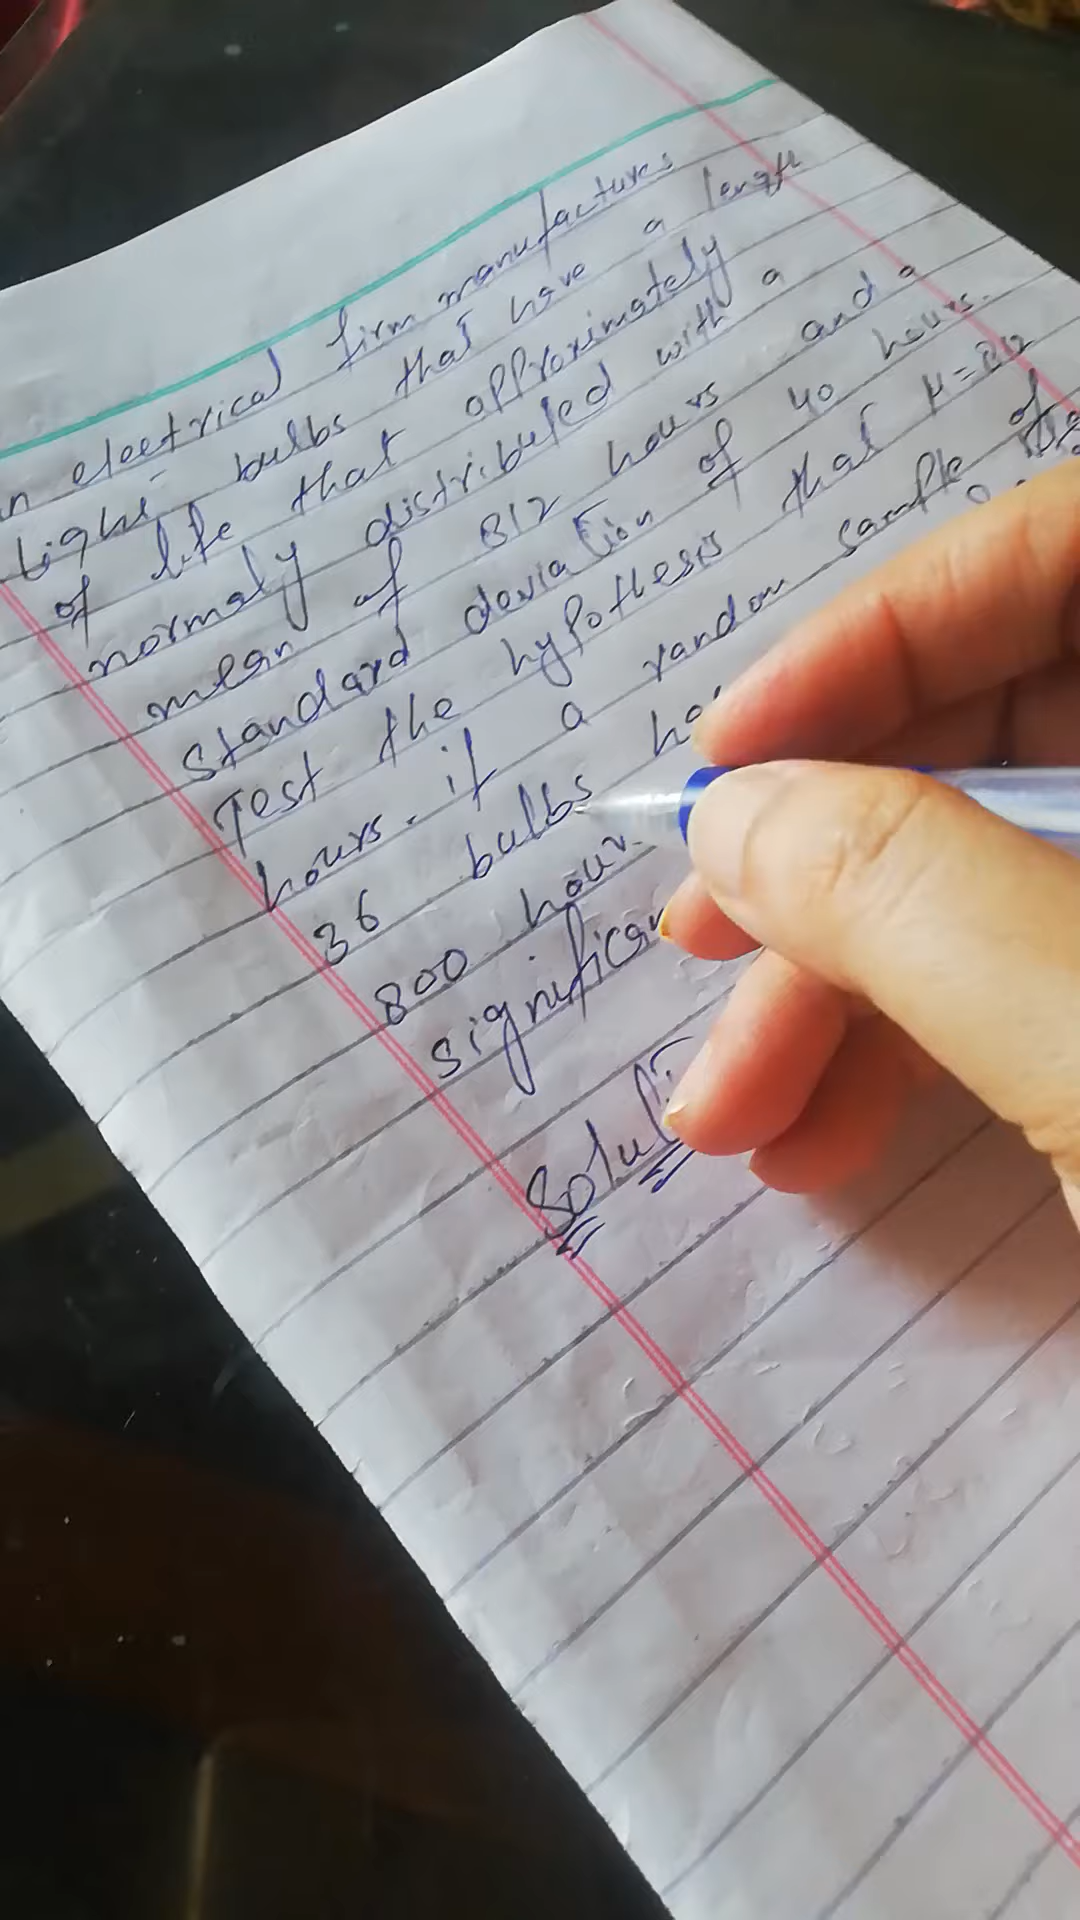 electrical firm manufactures
Light bulbs that have a length
of life that approximately
normaly distributed with a
mean of 812 hours and a
standard deviation of 40 hours.
Test the hypothesis that μ = 812
hours. if a random sample of
36 bulbs
800 hour
Soluti